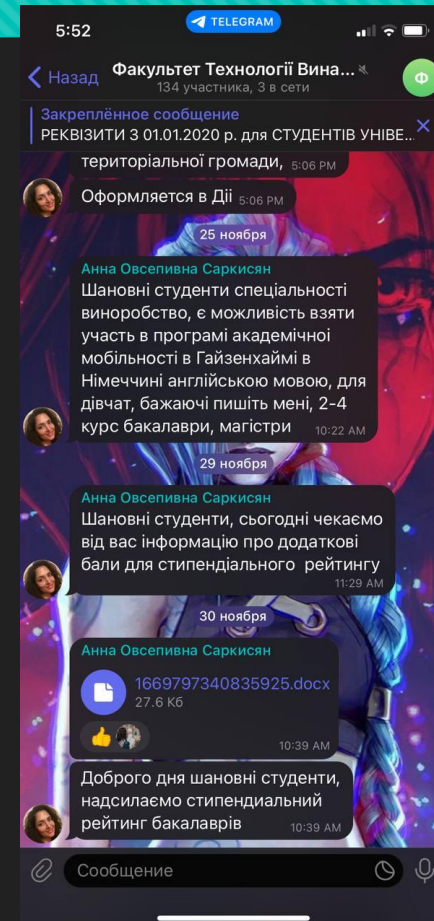 5:52
TELEGRAM
Назад
Факультет Технології Вина...
134 участника, 3 в сети
Ф
Закреплённое сообщение
РЕКВІЗИТИ З 01.01.2020 р. для СТУДЕНТІВ УНІВЕ...
територіальної громади, 5:06 PM
Оформляется в Діі 5:06 PM
25 ноября
Анна Овсепивна Саркисян
Шановні студенти спеціальності
виноробство, є можливість взяти
участь в програмі академічної
мобільності в Гайзенхаймі в
Німеччині англійською мовою, для
дівчат, бажаючі пишіть мені, 2-4
курс бакалаври, магістри 10:22 AM
29 ноября
Анна Овсепивна Саркисян
Шановні студенти, сьогодні чекаємо
від вас інформацію про додаткові
бали для стипендіального рейтингу
11:29 AM
30 ноября
Анна Овсепивна Саркисян
1669797340835925.docx
27.6 Кб
10:39 AM
Доброго дня шановні студенти,
надсилаємо стипендиальний
рейтинг бакалаврів 10:39 AM
Сообщение